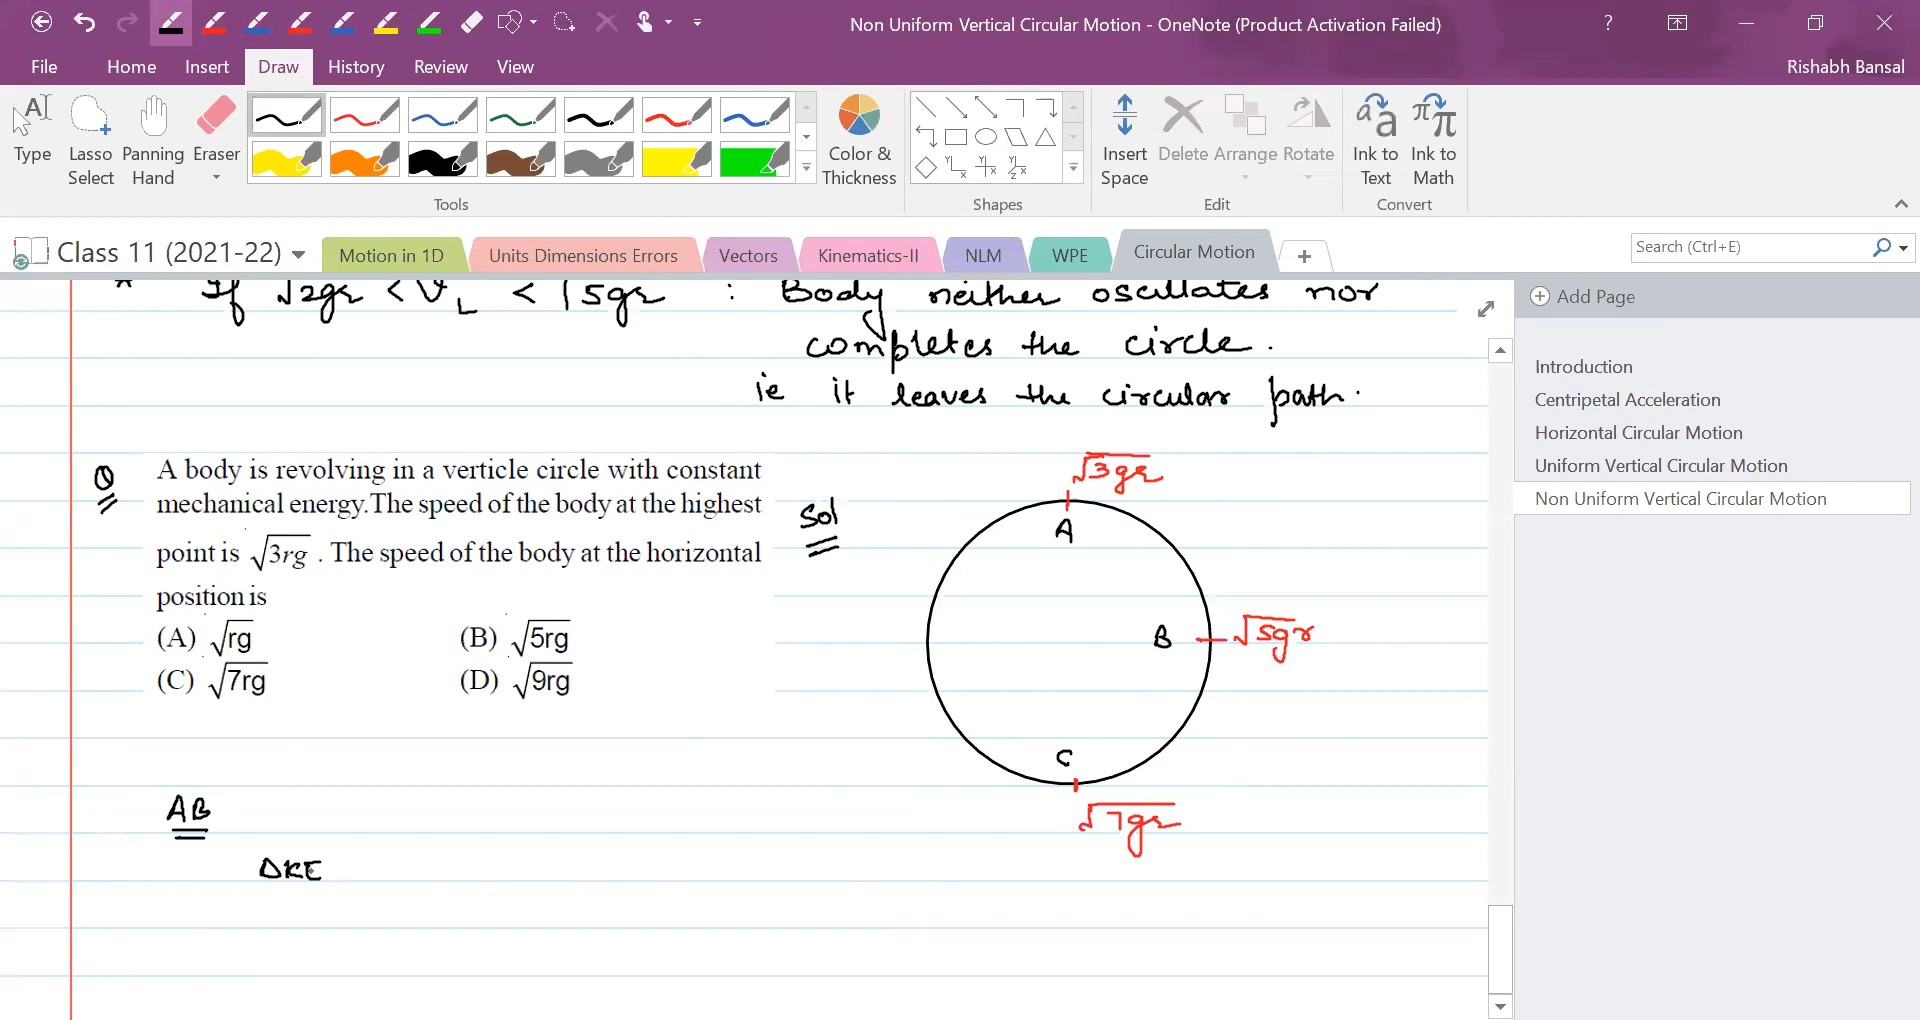 Non Uniform Vertical Circular Motion - OneNote (Product Activation Failed)
?
File Home Insert Draw History Review View
Rishabh Bansal
Type
Lasso Select
Panning Hand
Eraser
Color & Thickness
Insert Space
Delete
Arrange
Rotate
Ink to Text
Ink to Math
Tools
Shapes
Edit
Convert
Class 11 (2021-22)
Motion in 1D
Units Dimensions Errors
Vectors
Kinematics-II
NLM
WPE
Circular Motion
+
Search (Ctrl+E)
Add Page
Introduction
Centripetal Acceleration
Horizontal Circular Motion
Uniform Vertical Circular Motion
Non Uniform Vertical Circular Motion
* If √2gr < V_L < √5gr : Body neither oscillates nor
completes the circle.
ie it leaves the circular path.
Q A body is revolving in a verticle circle with constant
mechanical energy.The speed of the body at the highest
point is √3rg . The speed of the body at the horizontal
position is
(A) √rg (B) √5rg
(C) √7rg (D) √9rg
Sol
√3gr
A
B √5gr
C
√7gr
AB
ΔKE